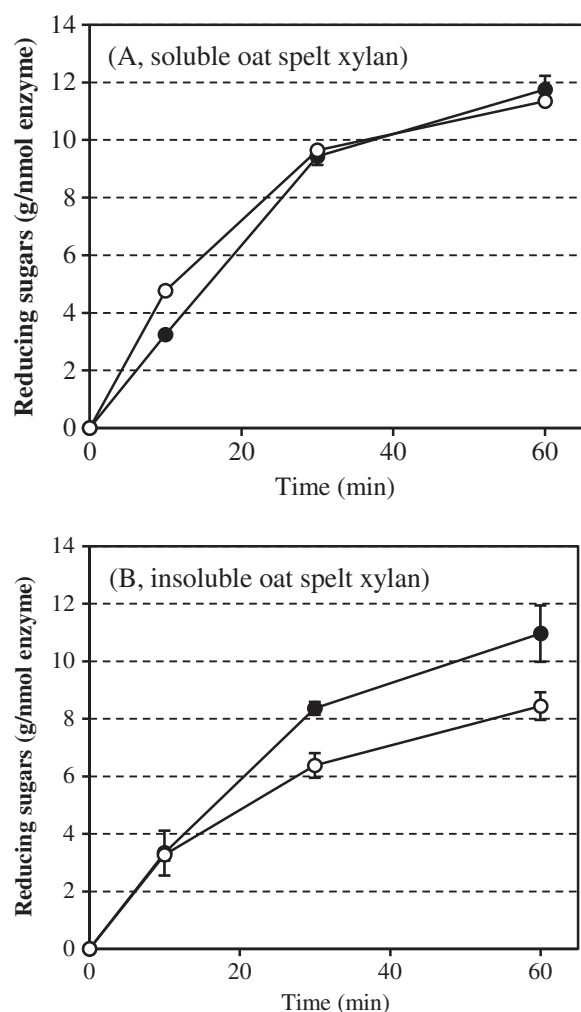 14
(A, soluble oat spelt xylan)
12
10
8
6
4
2
0
Reducing sugars (g/nmol enzyme)
0 20 40 60
Time (min)
14
(B, insoluble oat spelt xylan)
12
10
8
6
4
2
0
Reducing sugars (g/nmol enzyme)
0 20 40 60
Time (min)